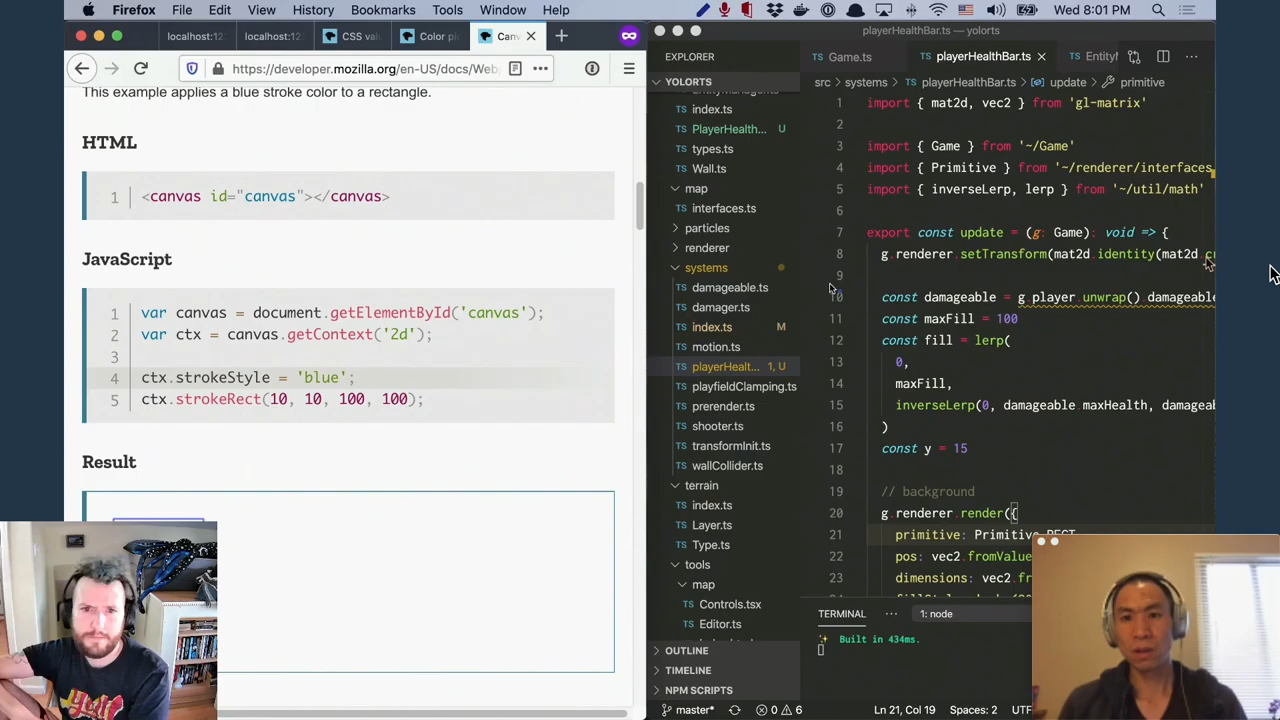 Firefox File Edit View History Bookmarks Tools Window Help
Wed 8:01 PM
localhost:12
localhost:12
CSS val
Color pi
Canv
https://developer.mozilla.org/en-US/docs/Web
This example applies a blue stroke color to a rectangle.
HTML
1 <canvas id="canvas"></canvas>
JavaScript
1 var canvas = document.getElementById('canvas');
2 var ctx = canvas.getContext('2d');
3
4 ctx.strokeStyle = 'blue';
5 ctx.strokeRect(10, 10, 100, 100);
Result
playerHealthBar.ts — yolorts
EXPLORER
YOLORTS
index.ts
PlayerHealth... U
types.ts
Wall.ts
map
interfaces.ts
particles
renderer
systems
damageable.ts
damager.ts
index.ts M
motion.ts
playerHealt... 1, U
playfieldClamping.ts
prerender.ts
shooter.ts
transformInit.ts
wallCollider.ts
terrain
index.ts
Layer.ts
Type.ts
tools
map
Controls.tsx
Editor.ts
OUTLINE
TIMELINE
NPM SCRIPTS
Game.ts
playerHealthBar.ts
Entity
src > systems > playerHealthBar.ts > update > primitive
1 import { mat2d, vec2 } from 'gl-matrix'
2
3 import { Game } from '~/Game'
4 import { Primitive } from '~/renderer/interfaces
5 import { inverseLerp, lerp } from '~/util/math'
6
7 export const update = (g: Game): void => {
8 g.renderer.setTransform(mat2d.identity(mat2d.cr
9
10 const damageable = g.player.unwrap().damageable
11 const maxFill = 100
12 const fill = lerp(
13 0,
14 maxFill,
15 inverseLerp(0, damageable.maxHealth, damageab
16 )
17 const y = 15
18
19 // background
20 g.renderer.render({
21 primitive: Primitive.RECT
22 pos: vec2.fromValue
23 dimensions: vec2.fr
TERMINAL
1: node
Built in 434ms.
master*
0 6
Ln 21, Col 19
Spaces: 2
UTF